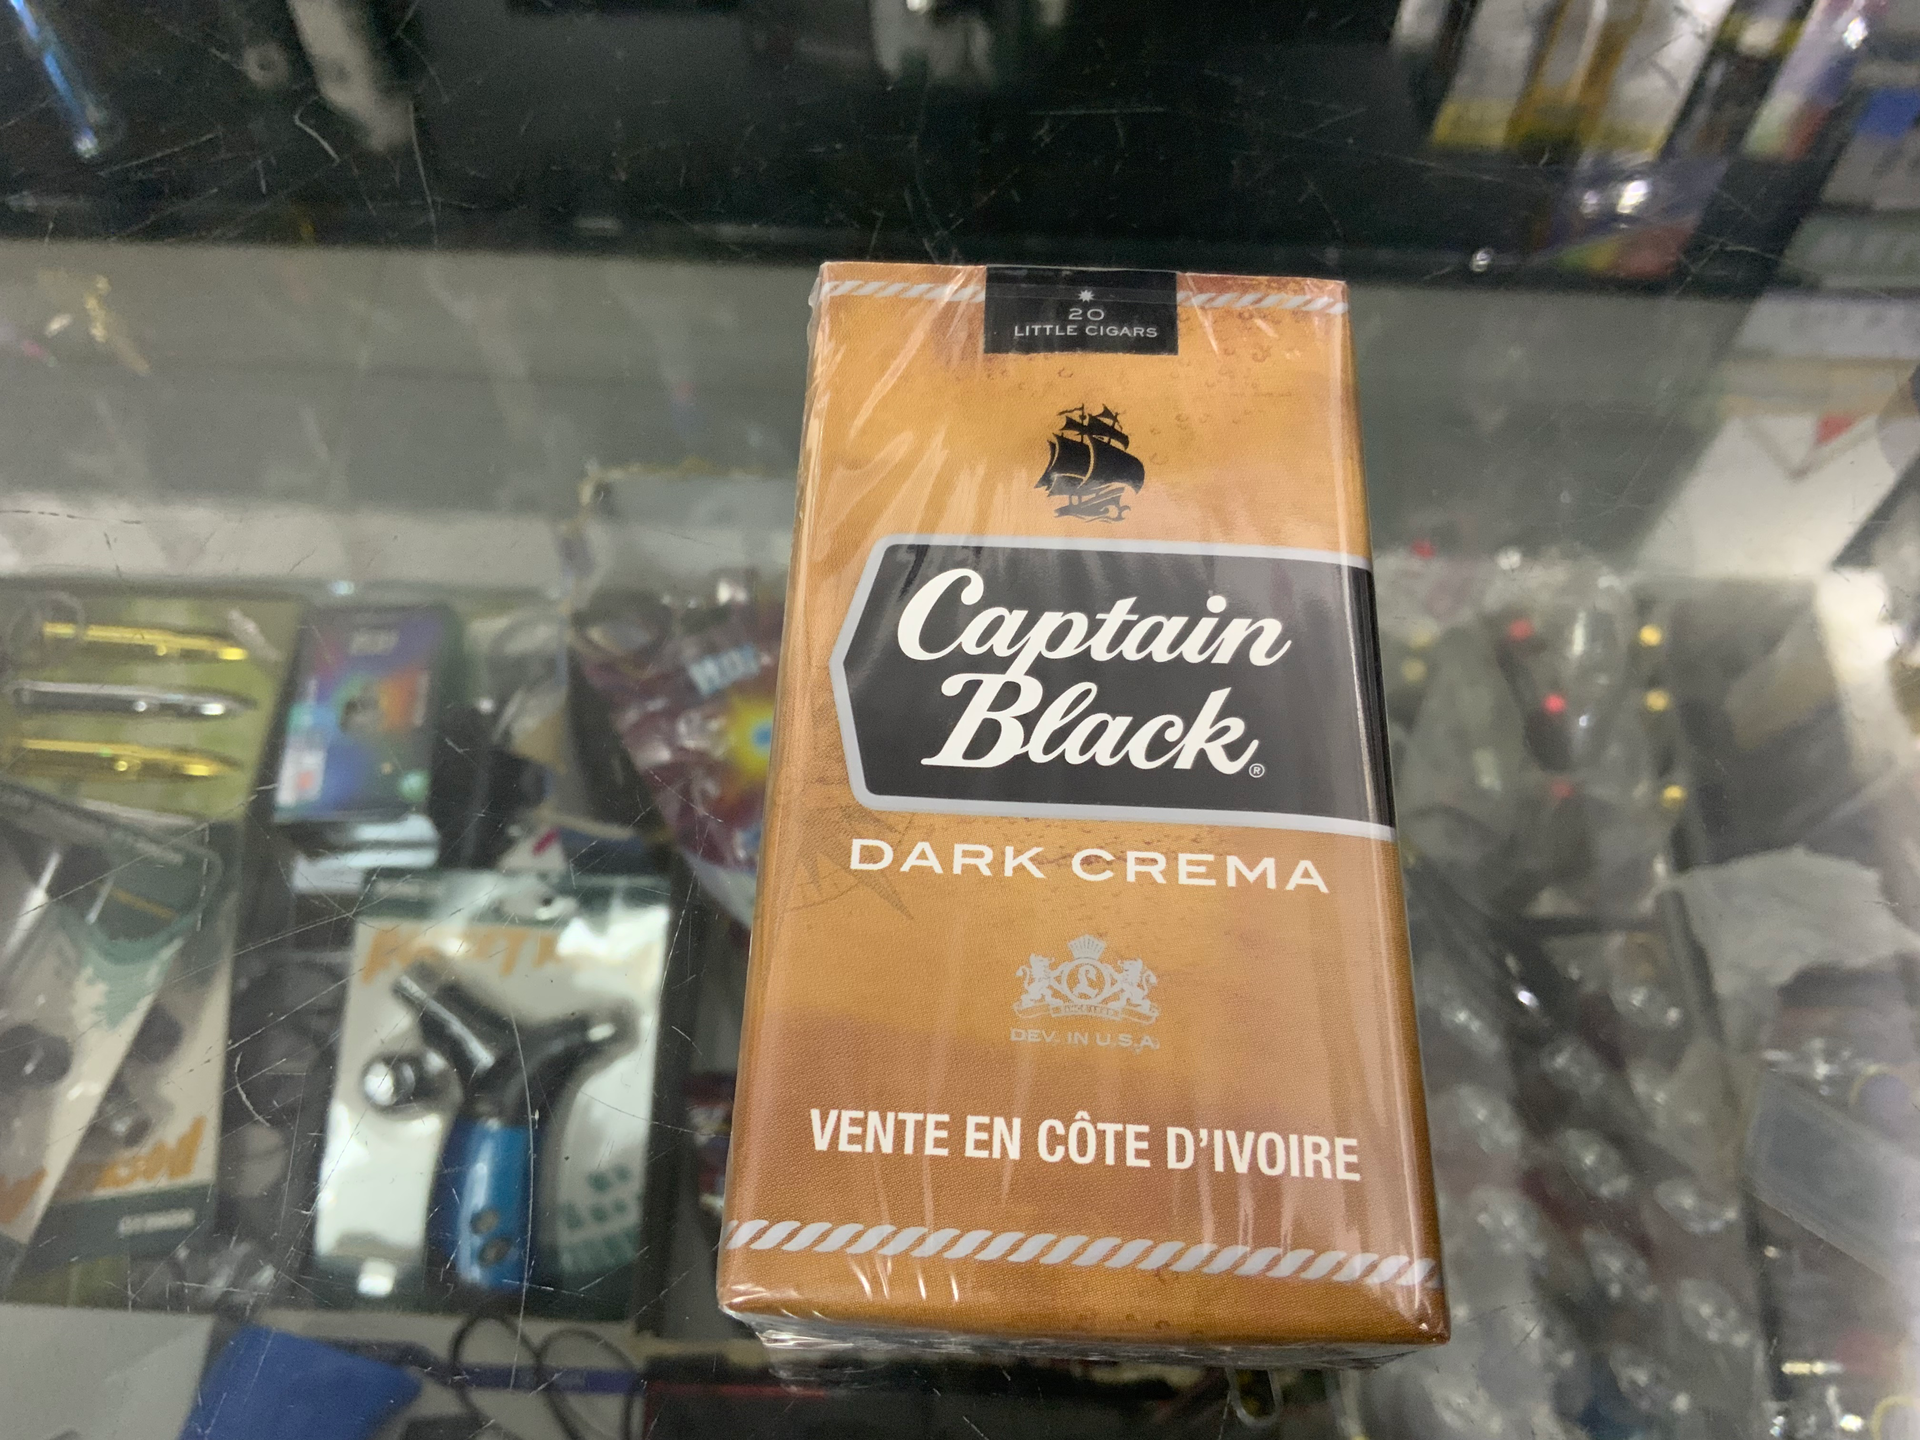 20
LITTLE CIGARS
Captain
Black®
DARK CREMA
DEV. IN U.S.A.
VENTE EN CÔTE D'IVOIRE